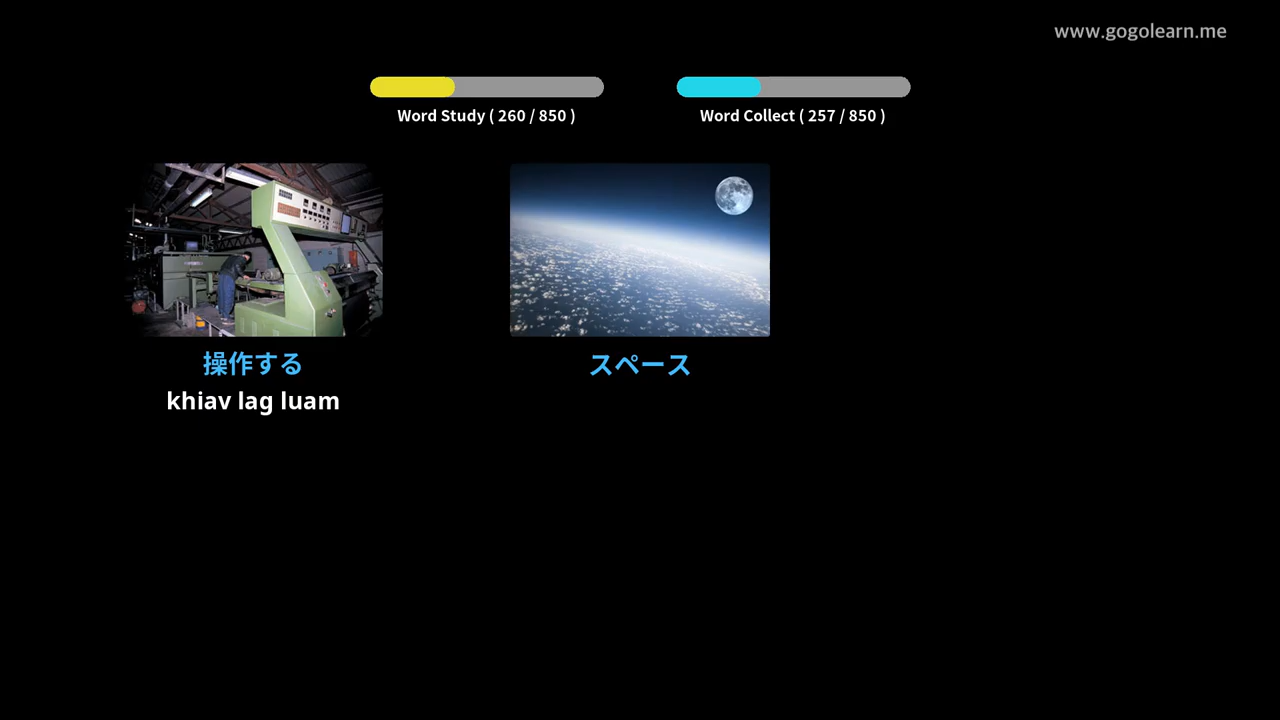 www.gogolearn.me
Word Study ( 260 / 850 )
Word Collect ( 257 / 850 )
操作する
スペース
khiav lag luam